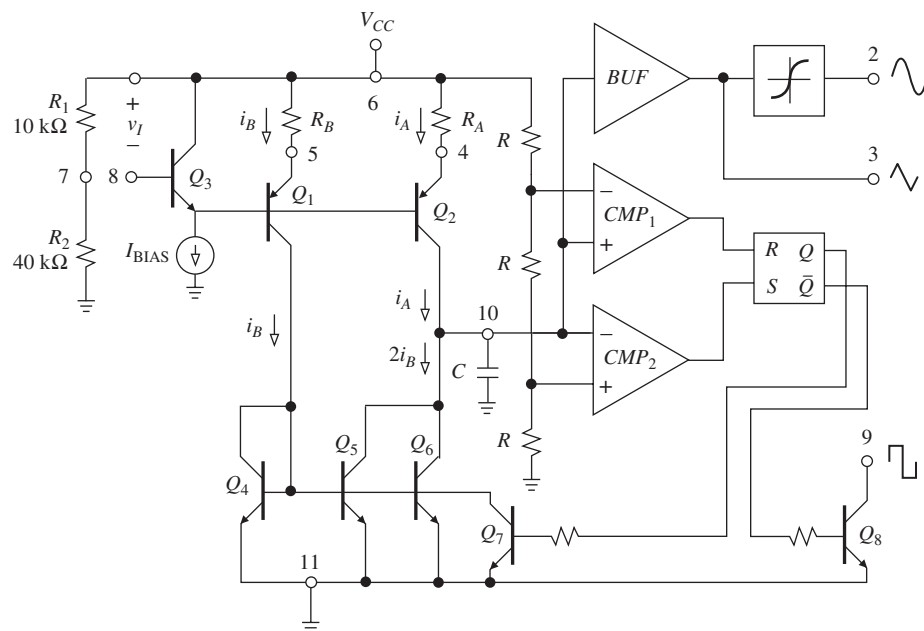 V_CC
6
2
R_1
10 kΩ
+
v_I
−
i_B
R_B
i_A
R_A
BUF
R
5
4
3
7
8
Q_3
Q_1
Q_2
−
CMP_1
+
R_2
40 kΩ
I_BIAS
R
R Q
S Q̄
i_B
i_A
10
2i_B
C
−
CMP_2
+
R
9
Q_4
Q_5
Q_6
Q_7
Q_8
11